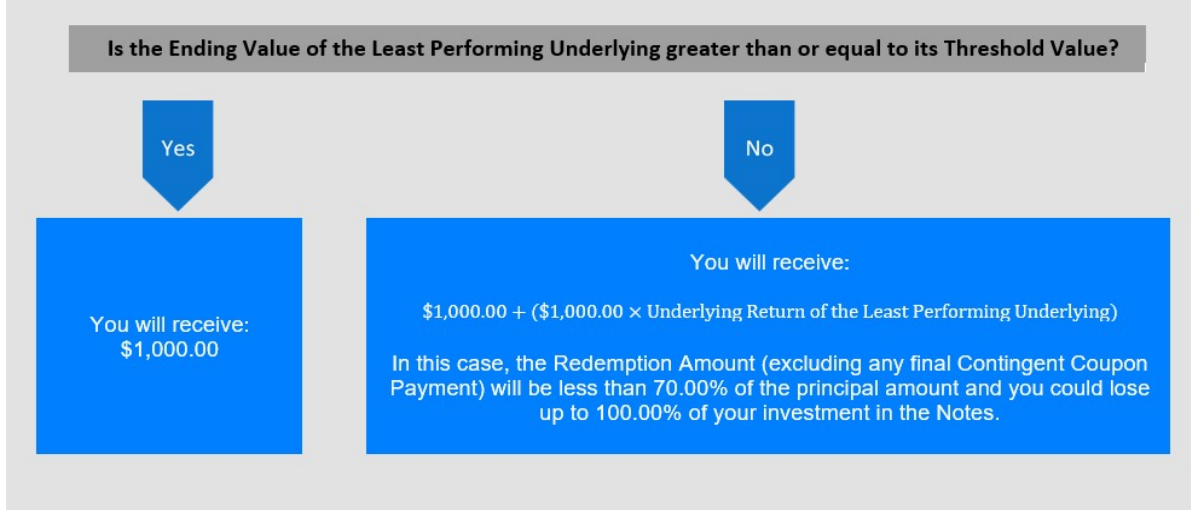 Is the Ending Value of the Least Performing Underlying greater than or equal to its Threshold Value?
Yes
No
You will receive:
$1,000.00
You will receive:
$1,000.00 + ($1,000.00 × Underlying Return of the Least Performing Underlying)
In this case, the Redemption Amount (excluding any final Contingent Coupon
Payment) will be less than 70.00% of the principal amount and you could lose
up to 100.00% of your investment in the Notes.